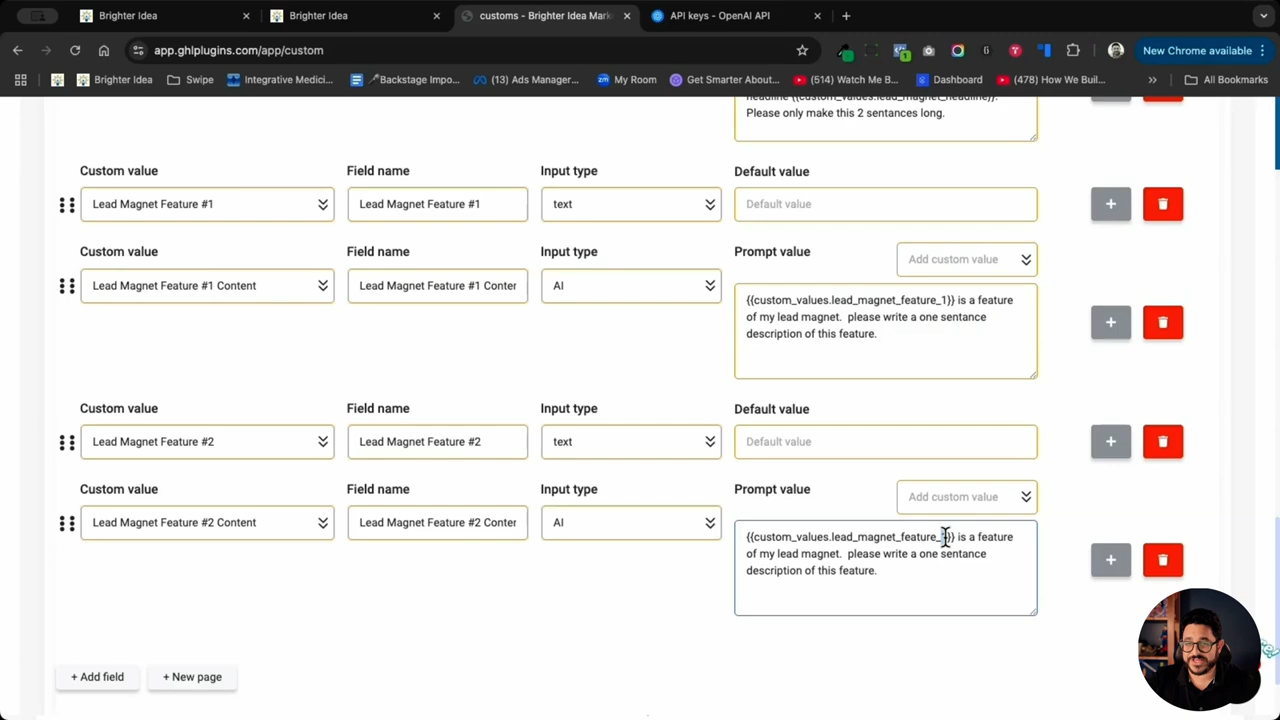 Brighter Idea
Brighter Idea
customs - Brighter Idea Mark
API keys - OpenAI API
app.ghlplugins.com/app/custom
New Chrome available
Brighter Idea
Swipe
Integrative Medici...
Backstage Impo...
(13) Ads Manager...
My Room
Get Smarter About...
(514) Watch Me B...
Dashboard
(478) How We Buil...
All Bookmarks
headline {{custom_values.lead_magnet_headline}}.
Please only make this 2 sentences long.
Custom value Field name Input type Default value
Lead Magnet Feature #1 Lead Magnet Feature #1 text Default value
Custom value Field name Input type Prompt value Add custom value
Lead Magnet Feature #1 Content Lead Magnet Feature #1 Conter AI
{{custom_values.lead_magnet_feature_1}} is a feature
of my lead magnet.  please write a one sentence
description of this feature.
Custom value Field name Input type Default value
Lead Magnet Feature #2 Lead Magnet Feature #2 text Default value
Custom value Field name Input type Prompt value Add custom value
Lead Magnet Feature #2 Content Lead Magnet Feature #2 Conter AI
{{custom_values.lead_magnet_feature_ }} is a feature
of my lead magnet.  please write a one sentence
description of this feature.
+ Add field
+ New page